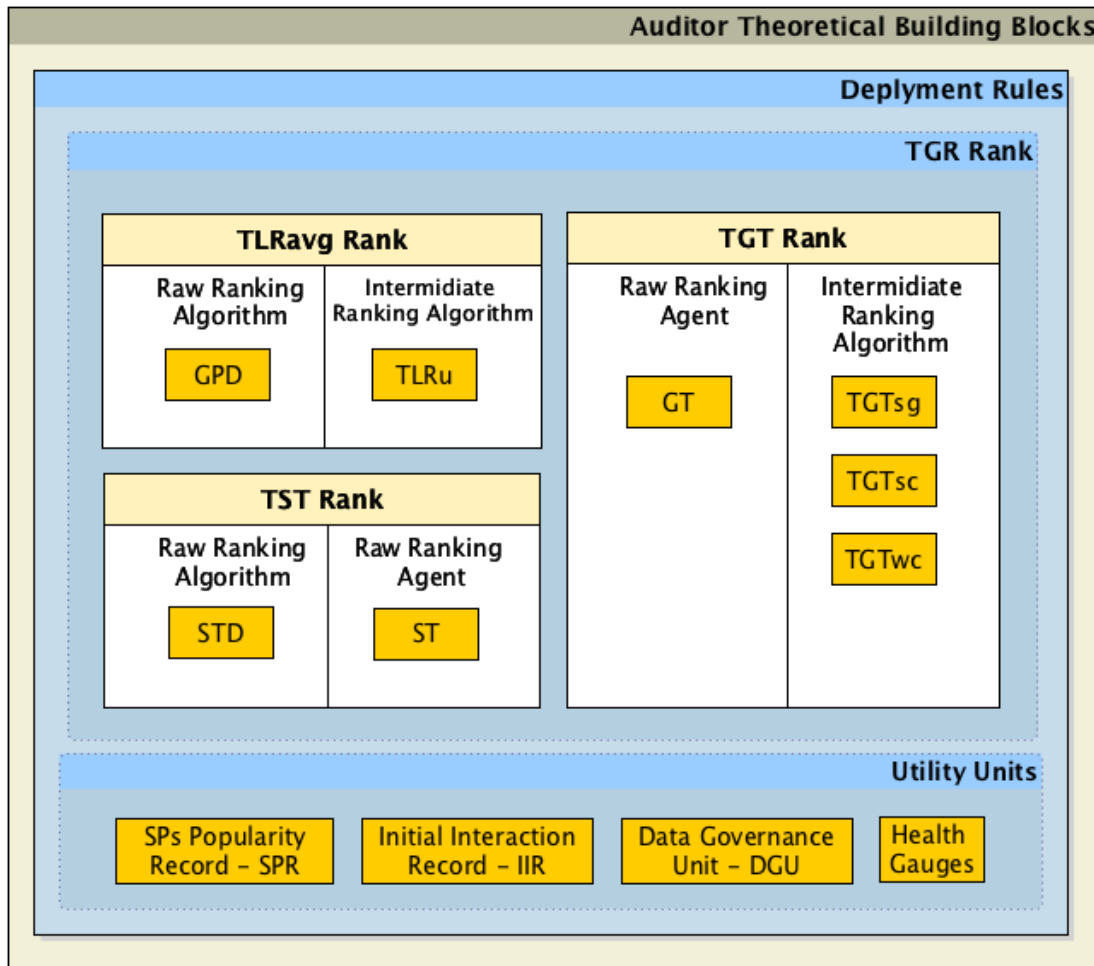 Auditor Theoretical Building Blocks
Deplyment Rules
TGR Rank
TLRavg Rank
Raw Ranking
Algorithm
GPD
Intermidiate
Ranking Algorithm
TLRu
TST Rank
Raw Ranking
Algorithm
STD
Raw Ranking
Agent
ST
TGT Rank
Raw Ranking
Agent
GT
Intermidiate
Ranking
Algorithm
TGTsg
TGTsc
TGTwc
Utility Units
SPs Popularity
Record – SPR
Initial Interaction
Record – IIR
Data Governance
Unit – DGU
Health
Gauges